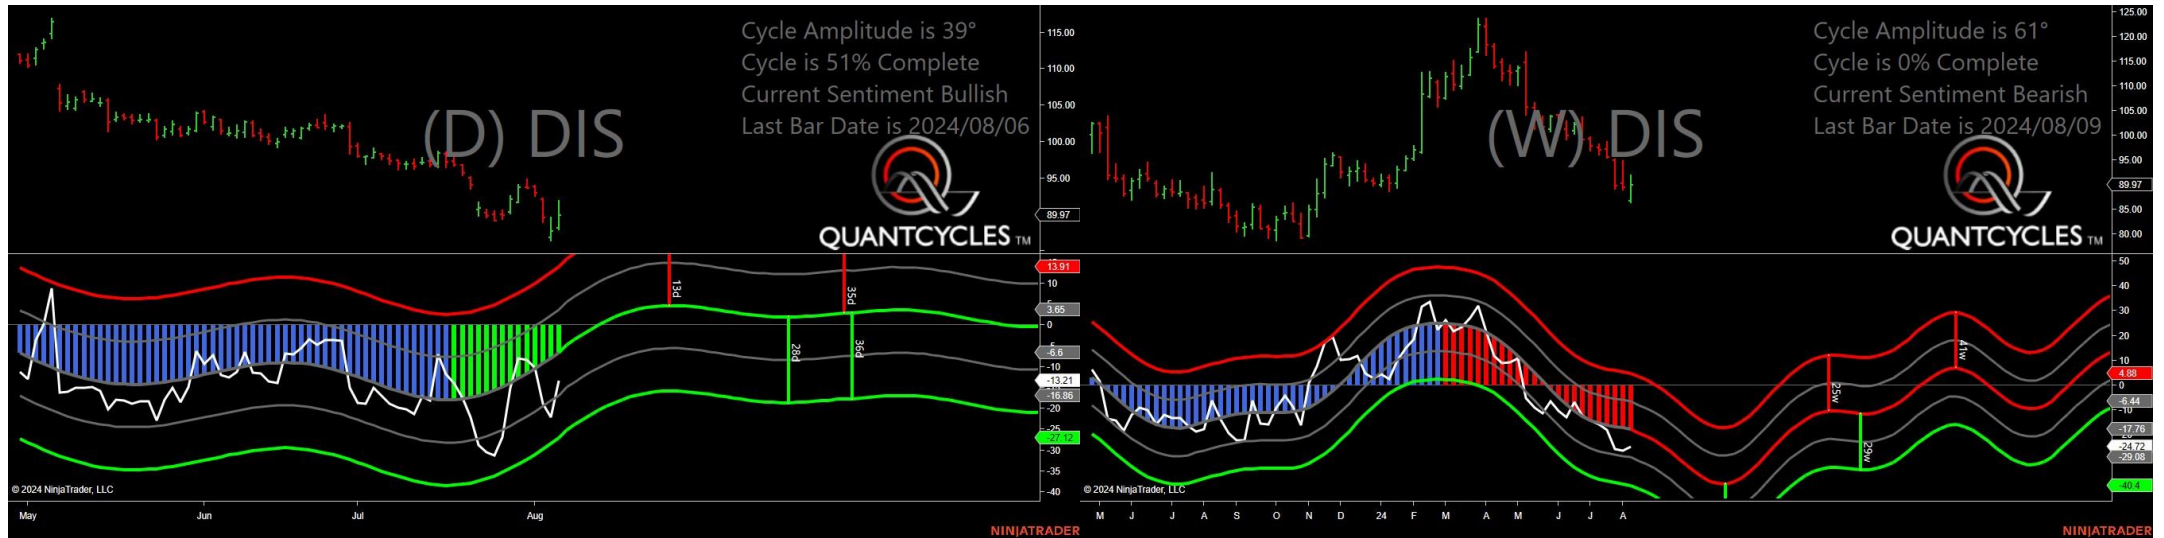 Cycle Amplitude is 39°
Cycle is 51% Complete
Current Sentiment Bullish
Last Bar Date is 2024/08/06
(D) DIS
QUANTCYCLES TM
115.00
110.00
105.00
100.00
95.00
89.97
13.91
10
5
3.65
0
-5
-6.6
-10
-13.21
-16.86
-20
-25
-27.12
-30
-35
-40
13d
35d
28d
36d
© 2024 NinjaTrader, LLC
May Jun Jul Aug
NINJATRADER
Cycle Amplitude is 61°
Cycle is 0% Complete
Current Sentiment Bearish
Last Bar Date is 2024/08/09
(W) DIS
QUANTCYCLES TM
125.00
120.00
115.00
110.00
105.00
100.00
95.00
89.97
85.00
80.00
50
40
30
20
10
4.88
0
-6.44
-10
-17.76
-24.72
-29.08
-40.4
25w
29w
41w
© 2024 NinjaTrader, LLC
M J J A S O N D 24 F M A M J J A
NINJATRADER